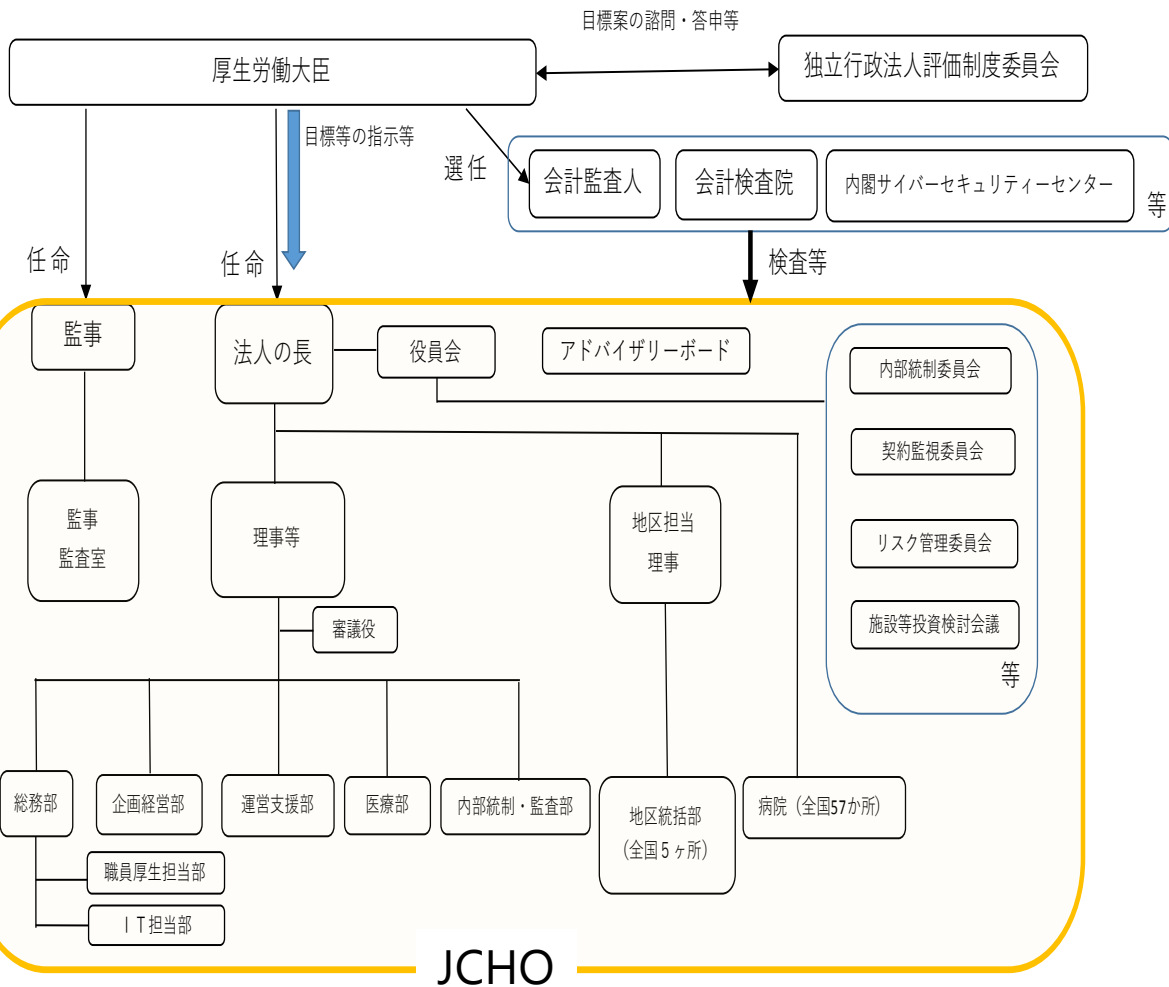 目標案の諮問・答申等
厚生労働大臣
独立行政法人評価制度委員会
目標等の指示等
選任
会計監査人
会計検査院
内閣サイバーセキュリティーセンター
等
任命
任命
検査等
監事
法人の長
役員会
アドバイザリーボード
内部統制委員会
契約監視委員会
リスク管理委員会
施設等投資検討会議
等
監事
監査室
理事等
地区担当
理事
審議役
総務部
企画経営部
運営支援部
医療部
内部統制・監査部
地区統括部
(全国5ヶ所)
病院(全国57か所)
職員厚生担当部
IT担当部
JCHO